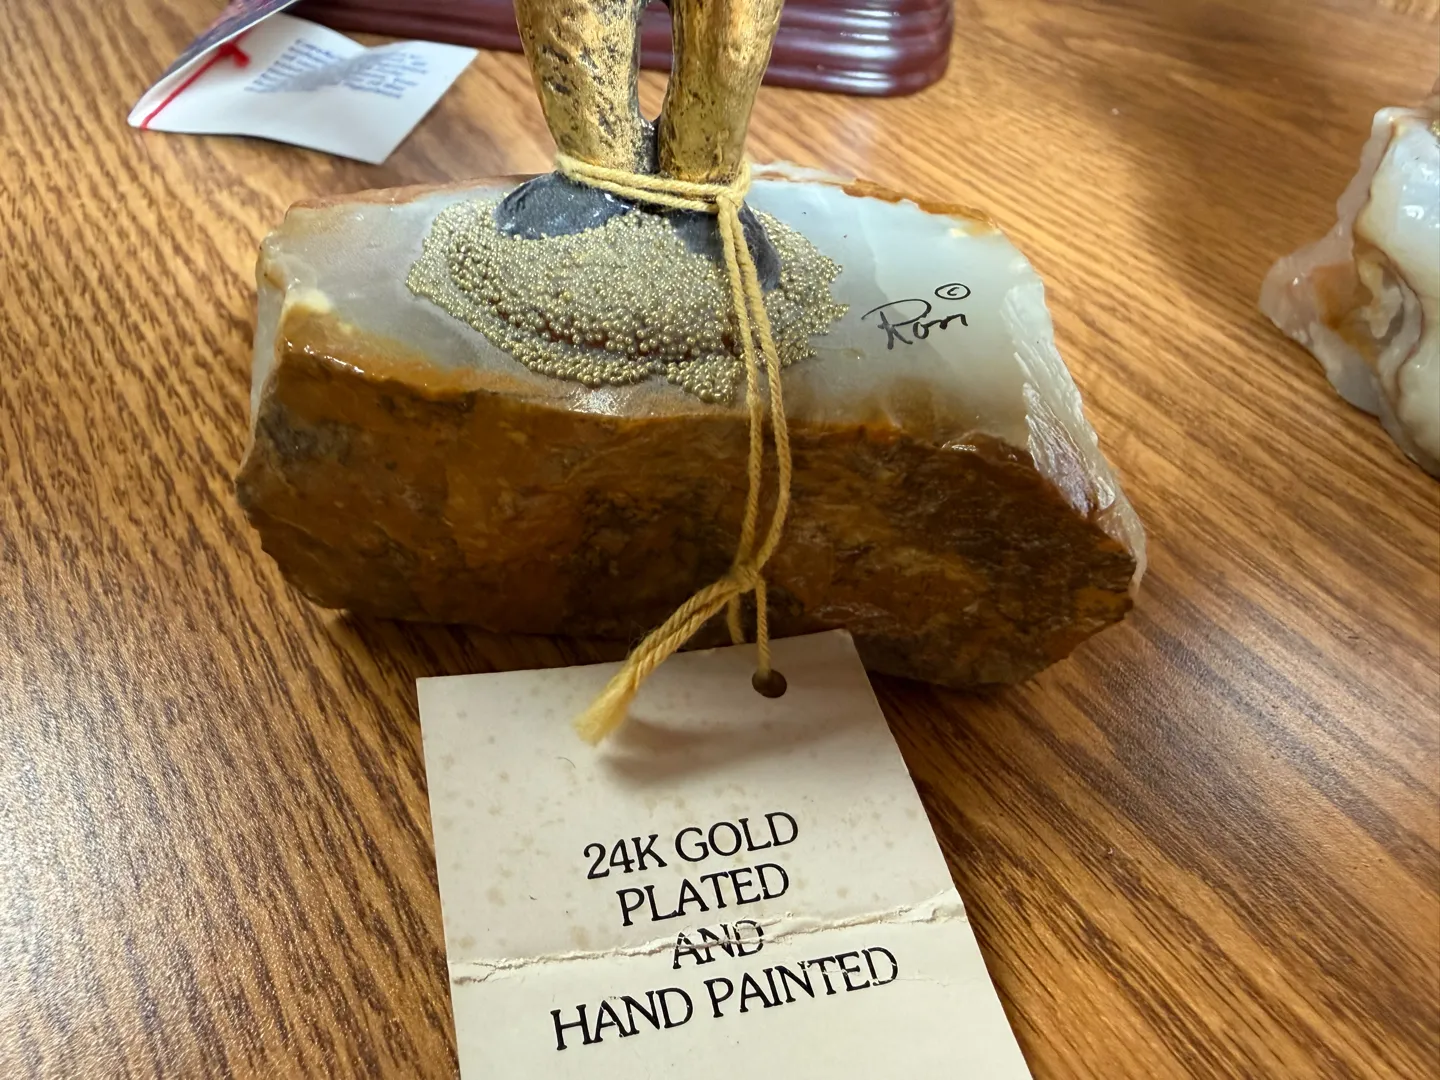 ©
Ron
24K GOLD
PLATED
AND
HAND PAINTED